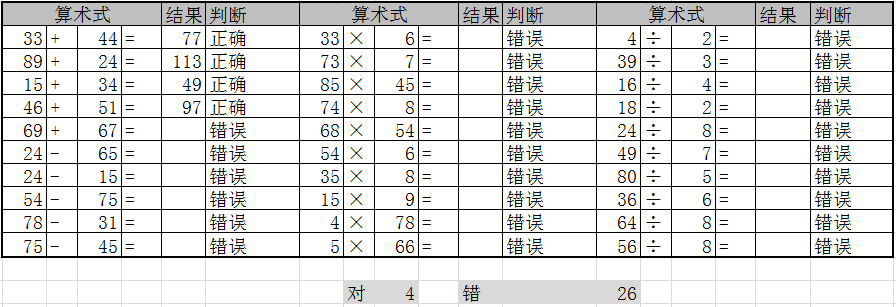 算术式 结果 判断 算术式 结果 判断 算术式 结果 判断
33 + 44 = 77 正确 33 × 6 = 错误 4 ÷ 2 = 错误
89 + 24 = 113 正确 73 × 7 = 错误 39 ÷ 3 = 错误
15 + 34 = 49 正确 85 × 45 = 错误 16 ÷ 4 = 错误
46 + 51 = 97 正确 74 × 8 = 错误 18 ÷ 2 = 错误
69 + 67 = 错误 68 × 54 = 错误 24 ÷ 8 = 错误
24 - 65 = 错误 54 × 6 = 错误 49 ÷ 7 = 错误
24 - 15 = 错误 35 × 8 = 错误 80 ÷ 5 = 错误
54 - 75 = 错误 15 × 9 = 错误 36 ÷ 6 = 错误
78 - 31 = 错误 4 × 78 = 错误 64 ÷ 8 = 错误
75 - 45 = 错误 5 × 66 = 错误 56 ÷ 8 = 错误
对 4 错 26